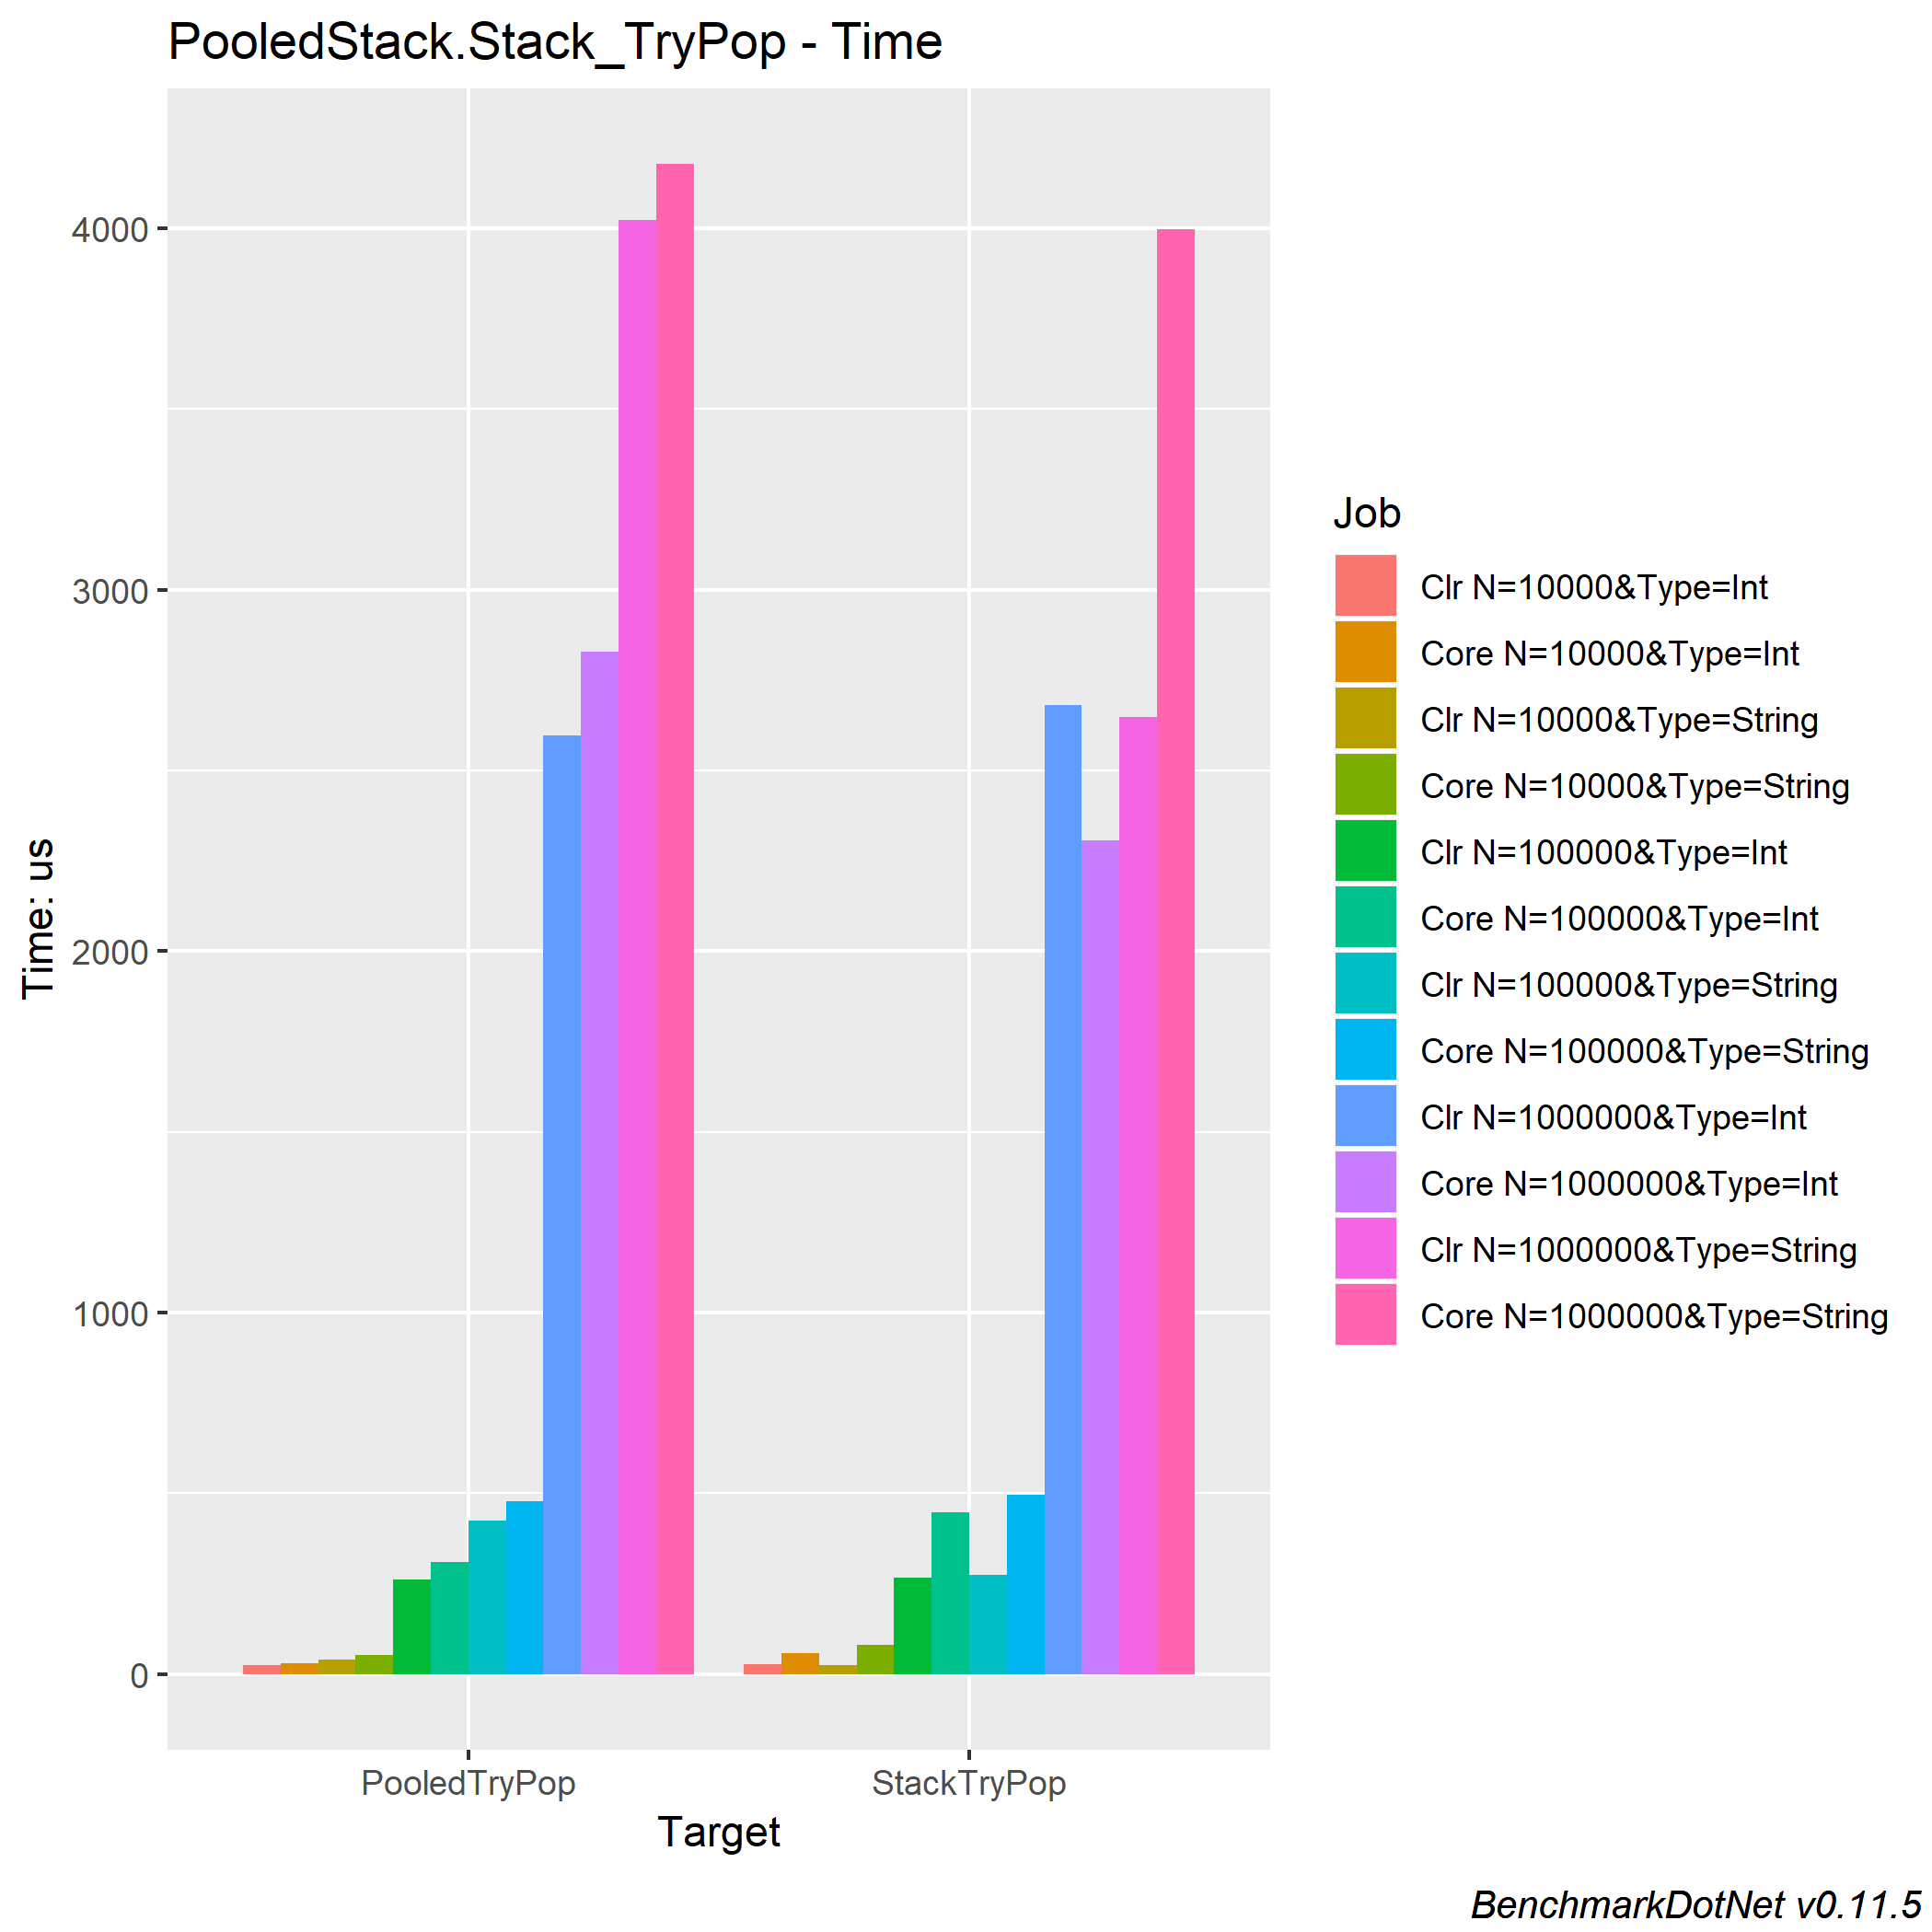 PooledStack.Stack_TryPop - Time
Time: us
4000
3000
2000
1000
0
PooledTryPop
StackTryPop
Target
Job
Clr N=10000&Type=Int
Core N=10000&Type=Int
Clr N=10000&Type=String
Core N=10000&Type=String
Clr N=100000&Type=Int
Core N=100000&Type=Int
Clr N=100000&Type=String
Core N=100000&Type=String
Clr N=1000000&Type=Int
Core N=1000000&Type=Int
Clr N=1000000&Type=String
Core N=1000000&Type=String
BenchmarkDotNet v0.11.5